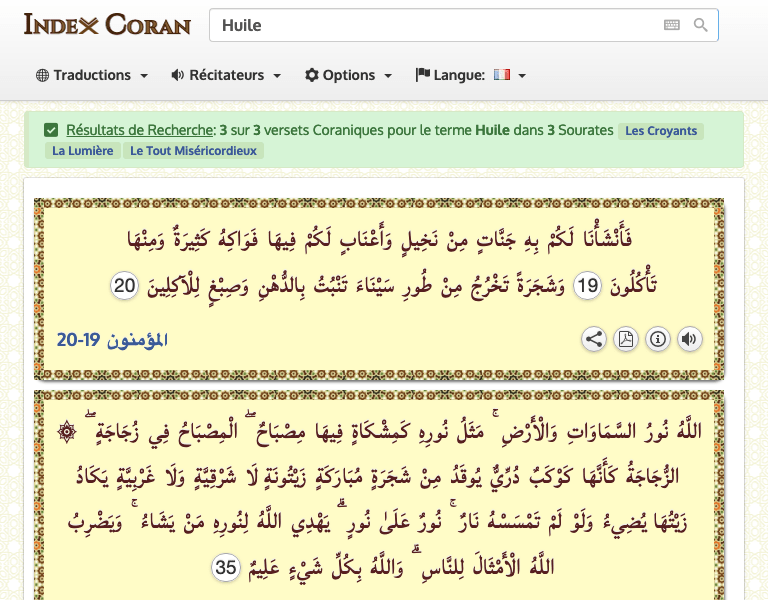 Index Coran
Huile
Traductions Récitateurs Options Langue:
Résultats de Recherche: 3 sur 3 versets Coraniques pour le terme Huile dans 3 Sourates Les Croyants
La Lumière Le Tout Miséricordieux
فَأَنْشَأْنَا لَكُمْ بِهِ جَنَّاتٍ مِنْ نَخِيلٍ وَأَعْنَابٍ لَكُمْ فِيهَا فَوَاكِهُ كَثِيرَةٌ وَمِنْهَا
تَأْكُلُونَ 19 وَشَجَرَةً تَخْرُجُ مِنْ طُورِ سَيْنَاءَ تَنْبُتُ بِالدُّهْنِ وَصِبْغٍ لِلْآكِلِينَ 20
المؤمنون 19-20
اللَّهُ نُورُ السَّمَاوَاتِ وَالْأَرْضِ ۚ مَثَلُ نُورِهِ كَمِشْكَاةٍ فِيهَا مِصْبَاحٌ ۖ الْمِصْبَاحُ فِي زُجَاجَةٍ ۖ ۞
الزُّجَاجَةُ كَأَنَّهَا كَوْكَبٌ دُرِّيٌّ يُوقَدُ مِنْ شَجَرَةٍ مُبَارَكَةٍ زَيْتُونَةٍ لَا شَرْقِيَّةٍ وَلَا غَرْبِيَّةٍ يَكَادُ
زَيْتُهَا يُضِيءُ وَلَوْ لَمْ تَمْسَسْهُ نَارٌ ۚ نُورٌ عَلَىٰ نُورٍ ۗ يَهْدِي اللَّهُ لِنُورِهِ مَنْ يَشَاءُ ۚ وَيَضْرِبُ
اللَّهُ الْأَمْثَالَ لِلنَّاسِ ۗ وَاللَّهُ بِكُلِّ شَيْءٍ عَلِيمٌ 35